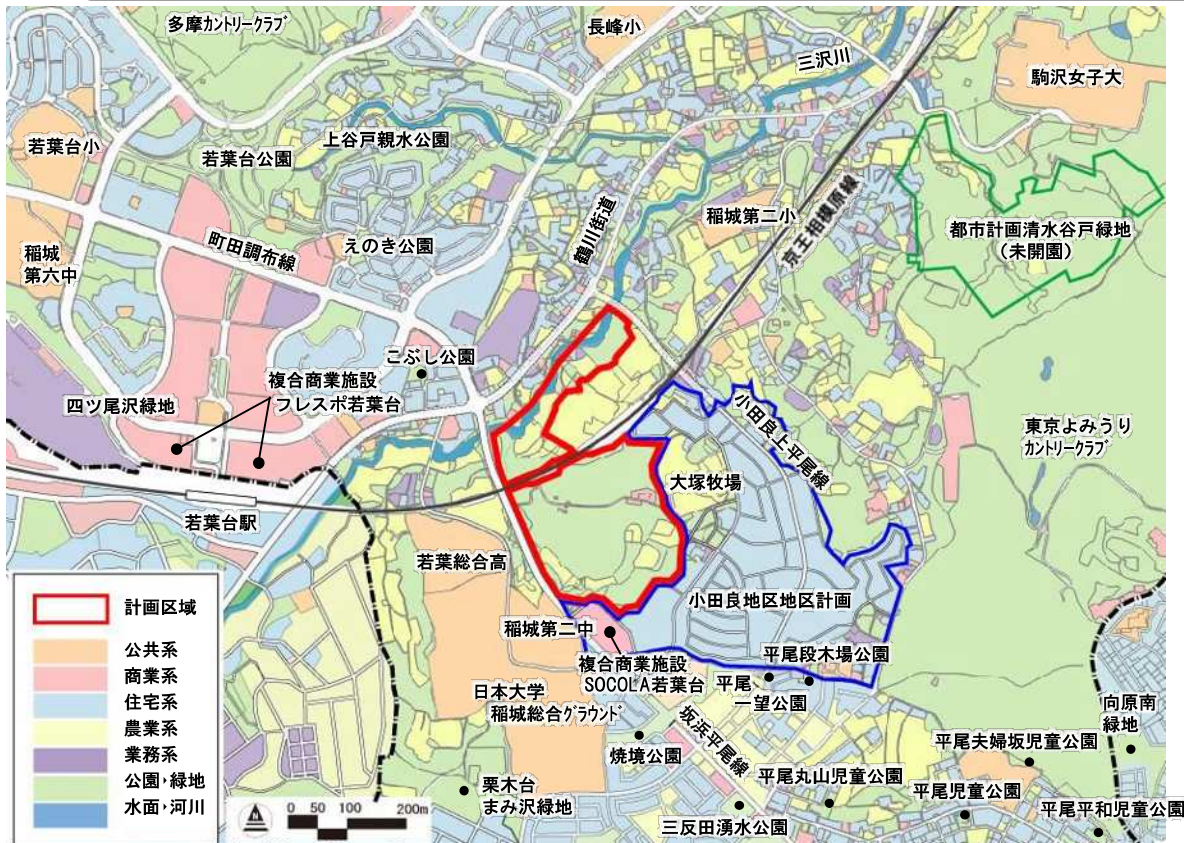 多摩カントリークラブ
長峰小
三沢川
駒沢女子大
若葉台小
若葉台公園
上谷戸親水公園
稲城第二小
京王相模原線
都市計画清水谷戸緑地
(未開園)
稲城
第六中
町田調布線
えのき公園
鶴川街道
こぶし公園
複合商業施設
フレスポ若葉台
四ツ尾沢緑地
小田良上平尾線
東京よみうり
カントリークラブ
大塚牧場
若葉台駅
若葉総合高
小田良地区地区計画
稲城第二中
複合商業施設
SOCOLA若葉台
平尾段木場公園
平尾
一望公園
日本大学
稲城総合グラウンド
坂浜平尾線
向原南
緑地
焼境公園
平尾夫婦坂児童公園
平尾丸山児童公園
平尾児童公園
栗木台
まみ沢緑地
三反田湧水公園
平尾平和児童公園
計画区域
公共系
商業系
住宅系
農業系
業務系
公園・緑地
水面・河川
N
0 50 100 200m